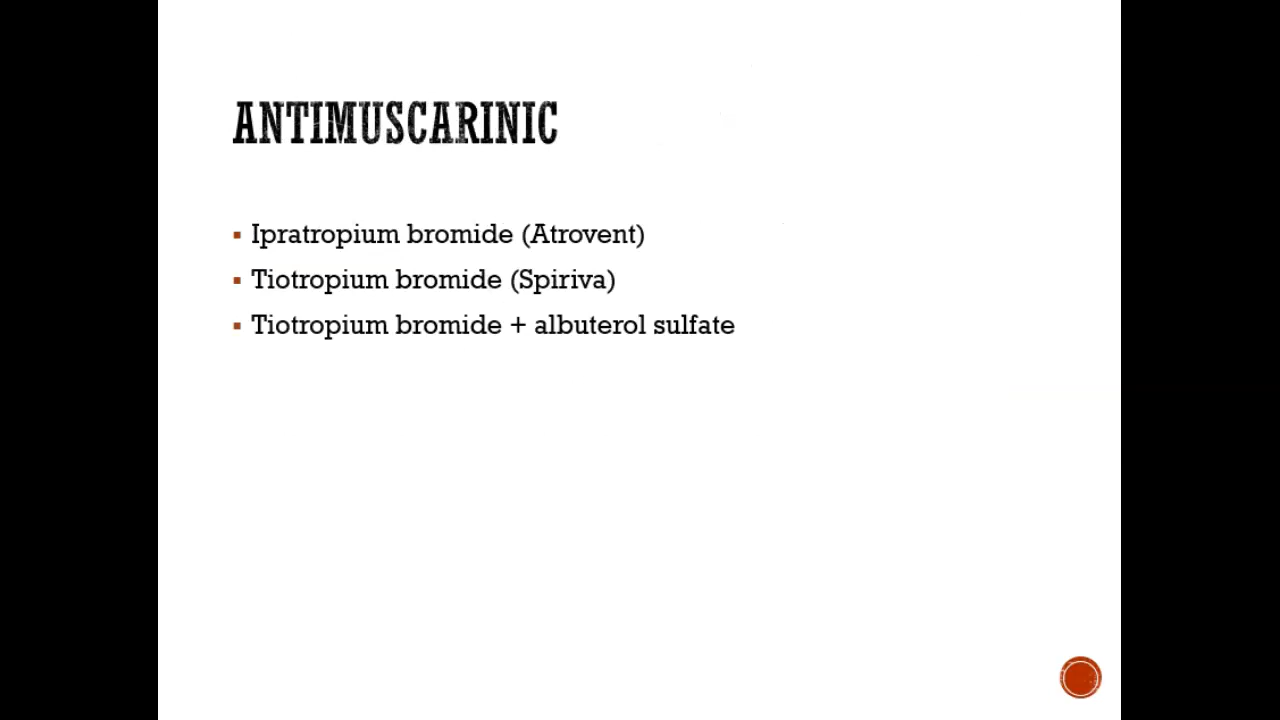 ANTIMUSCARINIC
▪ Ipratropium bromide (Atrovent)
▪ Tiotropium bromide (Spiriva)
▪ Tiotropium bromide + albuterol sulfate